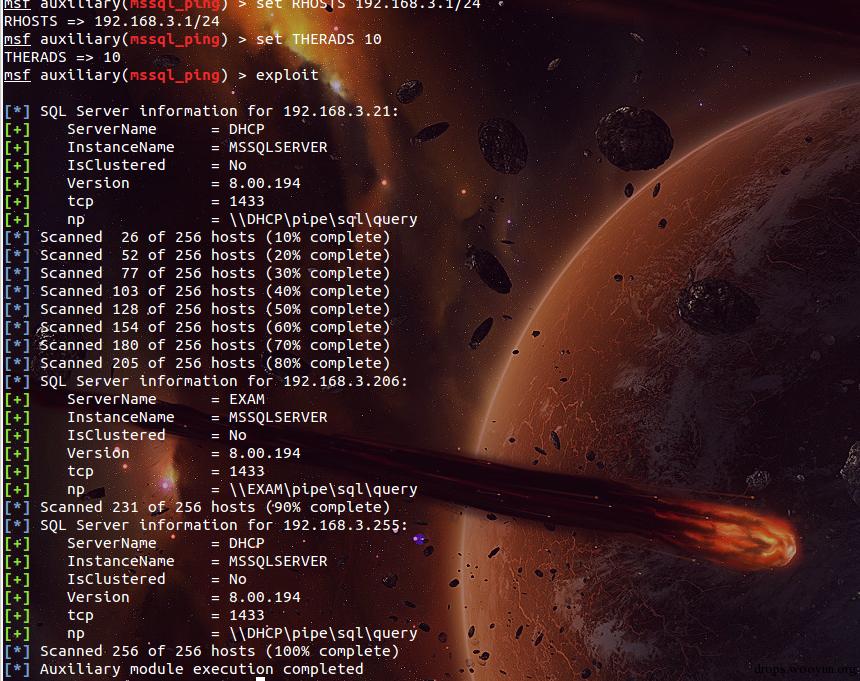 msf auxiliary(mssql_ping) > set RHOSTS 192.168.3.1/24
RHOSTS => 192.168.3.1/24
msf auxiliary(mssql_ping) > set THERADS 10
THERADS => 10
msf auxiliary(mssql_ping) > exploit
[*] SQL Server information for 192.168.3.21:
[+]    ServerName      = DHCP
[+]    InstanceName    = MSSQLSERVER
[+]    IsClustered     = No
[+]    Version         = 8.00.194
[+]    tcp             = 1433
[+]    np              = \\DHCP\pipe\sql\query
[*] Scanned  26 of 256 hosts (10% complete)
[*] Scanned  52 of 256 hosts (20% complete)
[*] Scanned  77 of 256 hosts (30% complete)
[*] Scanned 103 of 256 hosts (40% complete)
[*] Scanned 128 of 256 hosts (50% complete)
[*] Scanned 154 of 256 hosts (60% complete)
[*] Scanned 180 of 256 hosts (70% complete)
[*] Scanned 205 of 256 hosts (80% complete)
[*] SQL Server information for 192.168.3.206:
[+]    ServerName      = EXAM
[+]    InstanceName    = MSSQLSERVER
[+]    IsClustered     = No
[+]    Version         = 8.00.194
[+]    tcp             = 1433
[+]    np              = \\EXAM\pipe\sql\query
[*] Scanned 231 of 256 hosts (90% complete)
[*] SQL Server information for 192.168.3.255:
[+]    ServerName      = DHCP
[+]    InstanceName    = MSSQLSERVER
[+]    IsClustered     = No
[+]    Version         = 8.00.194
[+]    tcp             = 1433
[+]    np              = \\DHCP\pipe\sql\query
[*] Scanned 256 of 256 hosts (100% complete)
[*] Auxiliary module execution completed
drops.wooyun.org